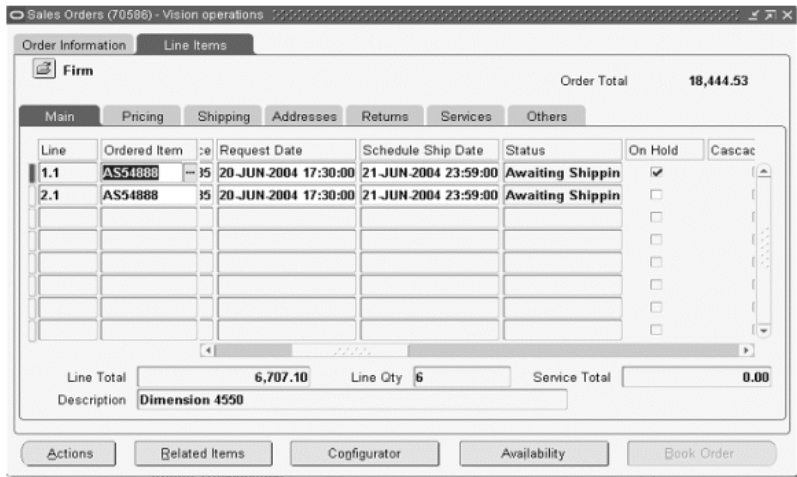 Sales Orders (70586) - Vision operations
Order Information Line Items
Firm
Order Total 18,444.53
Main Pricing Shipping Addresses Returns Services Others
Line Ordered Item Request Date Schedule Ship Date Status On Hold Cascac
1.1 AS54888 35 20-JUN-2004 17:30:00 21-JUN-2004 23:59:00 Awaiting Shippin
2.1 AS54888 35 20-JUN-2004 17:30:00 21-JUN-2004 23:59:00 Awaiting Shippin
Line Total 6,707.10 Line Qty 6 Service Total 0.00
Description Dimension 4550
Actions Related Items Configurator Availability Book Order